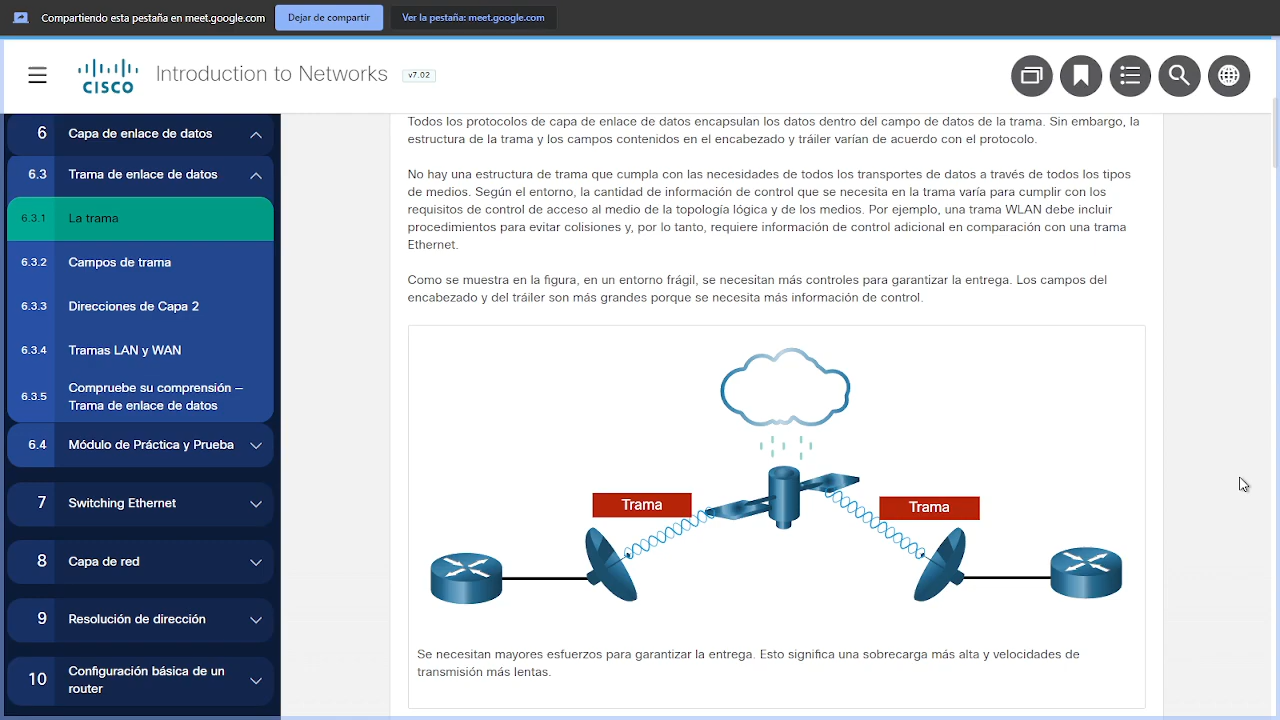 Compartiendo esta pestaña en meet.google.com
Dejar de compartir
Ver la pestaña: meet.google.com
CISCO
Introduction to Networks
v7.02
6 Capa de enlace de datos
6.3 Trama de enlace de datos
6.3.1 La trama
6.3.2 Campos de trama
6.3.3 Direcciones de Capa 2
6.3.4 Tramas LAN y WAN
6.3.5 Compruebe su comprensión –
Trama de enlace de datos
6.4 Módulo de Práctica y Prueba
7 Switching Ethernet
8 Capa de red
9 Resolución de dirección
10 Configuración básica de un
router
Todos los protocolos de capa de enlace de datos encapsulan los datos dentro del campo de datos de la trama. Sin embargo, la
estructura de la trama y los campos contenidos en el encabezado y tráiler varían de acuerdo con el protocolo.
No hay una estructura de trama que cumpla con las necesidades de todos los transportes de datos a través de todos los tipos
de medios. Según el entorno, la cantidad de información de control que se necesita en la trama varía para cumplir con los
requisitos de control de acceso al medio de la topología lógica y de los medios. Por ejemplo, una trama WLAN debe incluir
procedimientos para evitar colisiones y, por lo tanto, requiere información de control adicional en comparación con una trama
Ethernet.
Como se muestra en la figura, en un entorno frágil, se necesitan más controles para garantizar la entrega. Los campos del
encabezado y del tráiler son más grandes porque se necesita más información de control.
Trama
Trama
Se necesitan mayores esfuerzos para garantizar la entrega. Esto significa una sobrecarga más alta y velocidades de
transmisión más lentas.